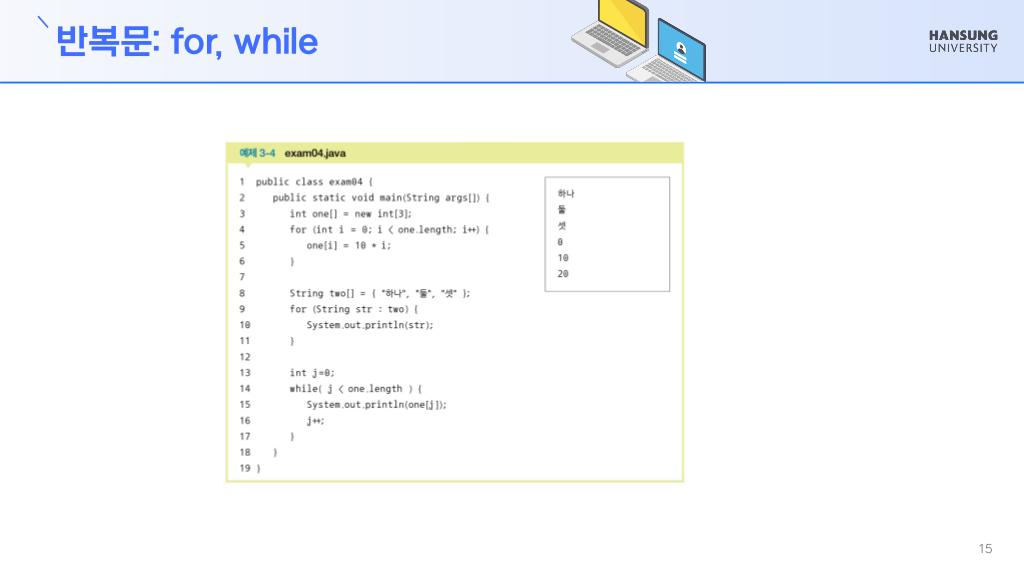 반복문: for, while
HANSUNG
UNIVERSITY
예제 3-4 exam04.java
1 public class exam04 {
2 public static void main(String args[]) {
3 int one[] = new int[3];
4 for (int i = 0; i < one.length; i++) {
5 one[i] = 10 * i;
6 }
7
8 String two[] = { "하나", "둘", "셋" };
9 for (String str : two) {
10 System.out.println(str);
11 }
12
13 int j=0;
14 while( j < one.length ) {
15 System.out.println(one[j]);
16 j++;
17 }
18 }
19 }
하나
둘
셋
0
10
20
15